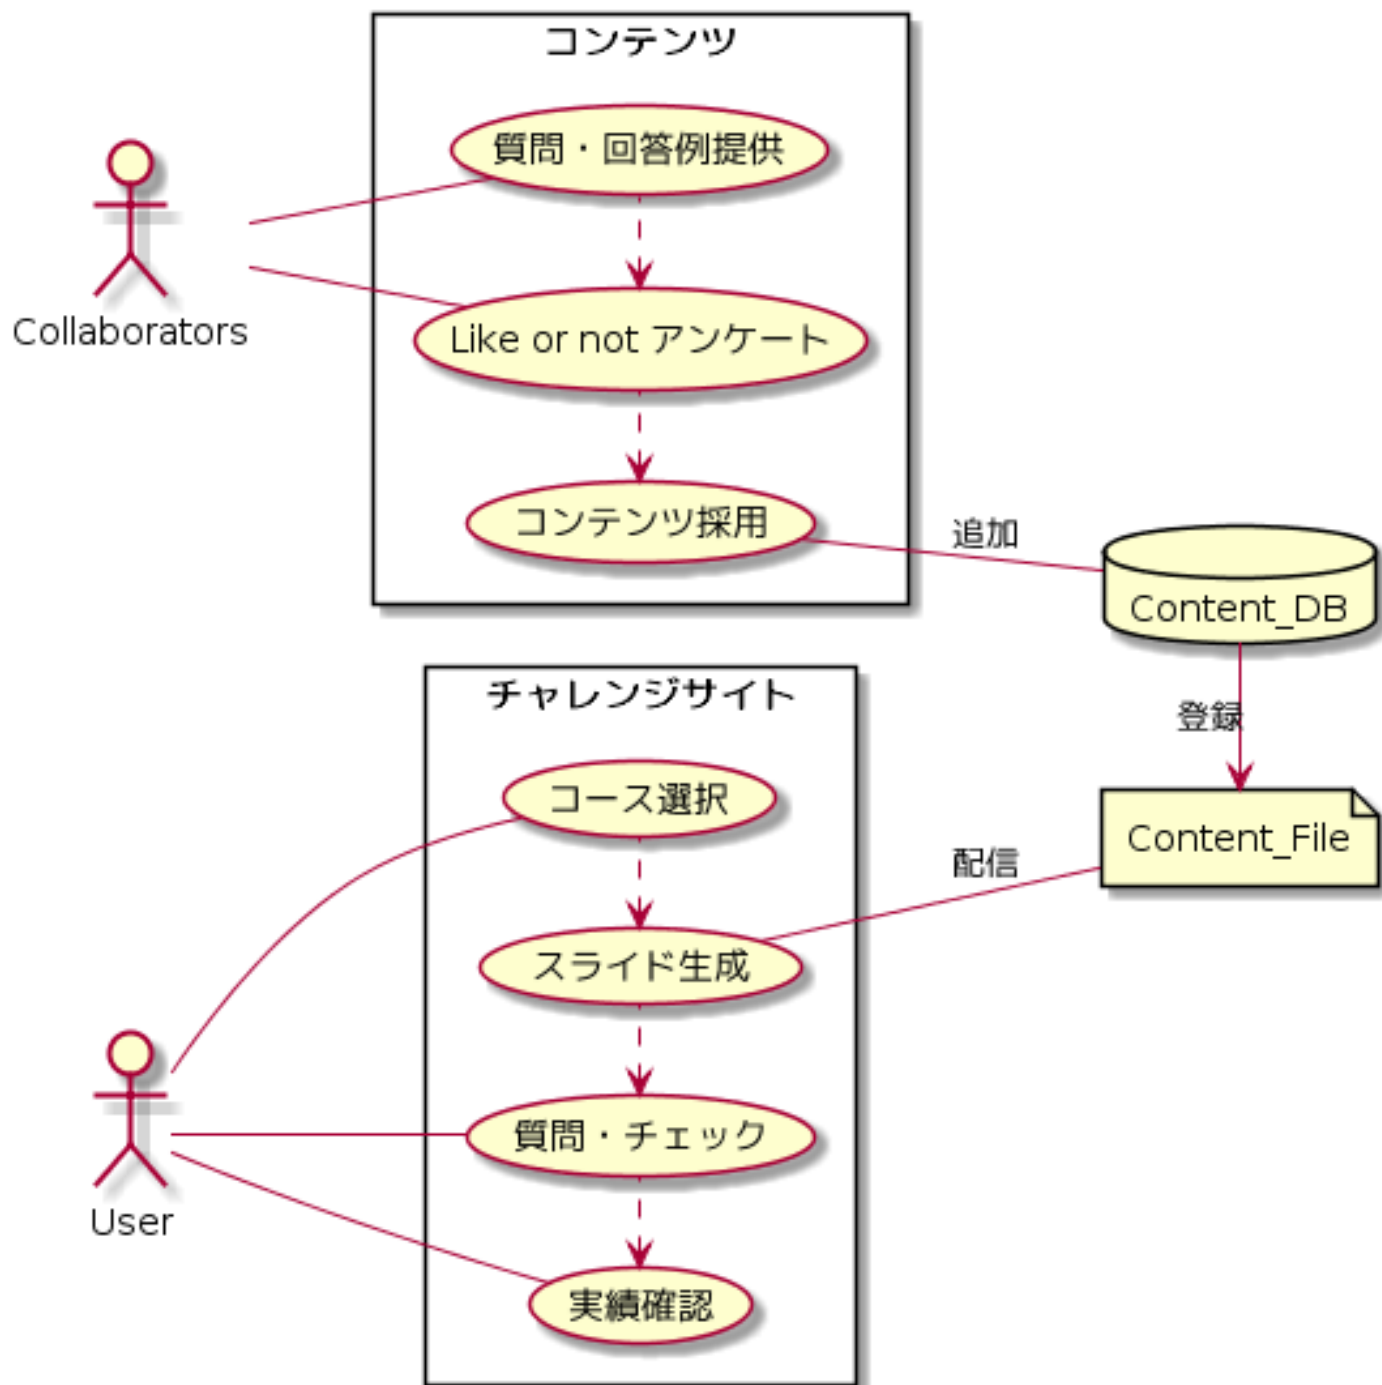 コンテンツ
質問・回答例提供
Collaborators
Like or not アンケート
コンテンツ採用
追加
Content_DB
チャレンジサイト
登録
コース選択
Content_File
配信
スライド生成
質問・チェック
User
実績確認